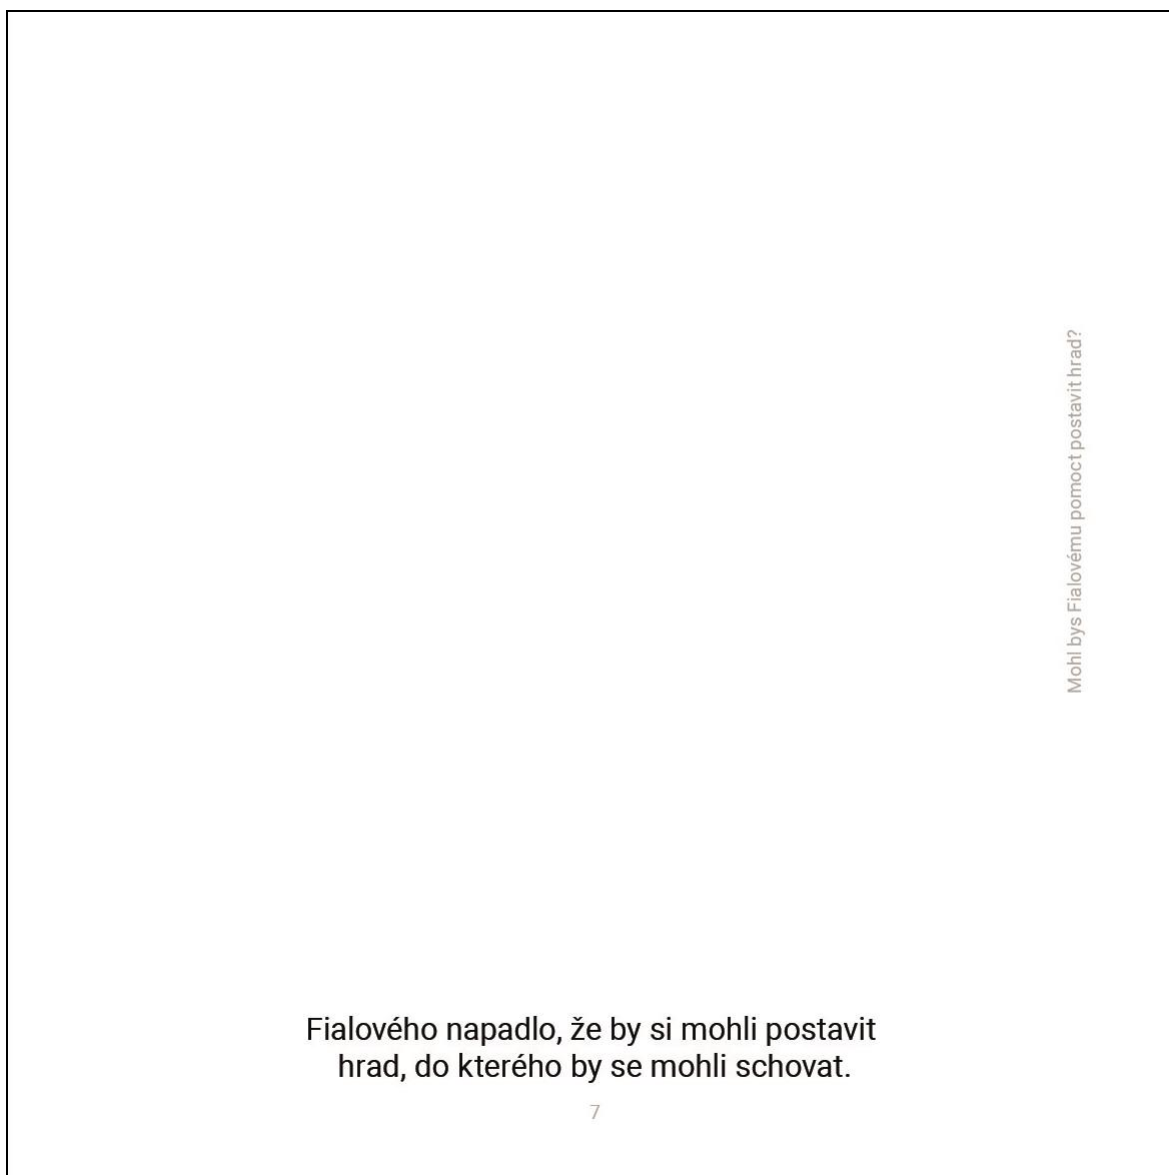 Mohl bys Fialovému pomoct postavit hrad?
Fialového napadlo, že by si mohli postavit
hrad, do kterého by se mohli schovat.
7